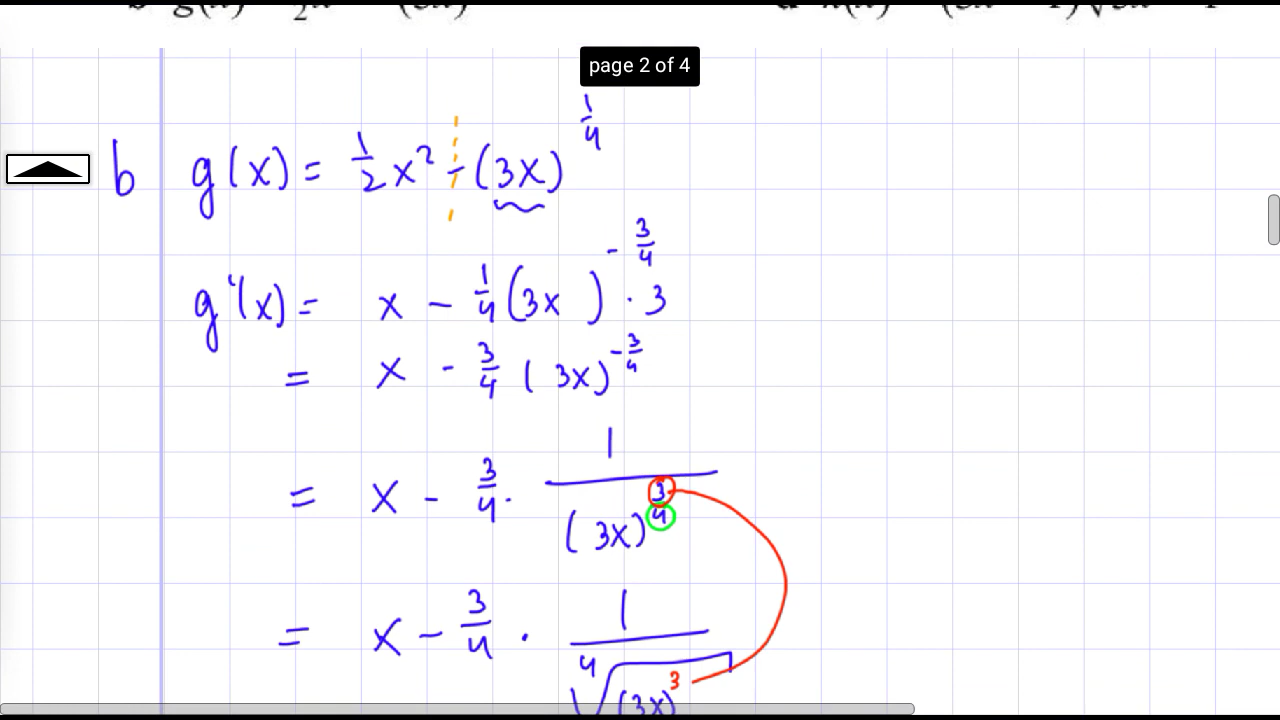 page 2 of 4
b g(x) = 1/2 x² - (3x)^(1/4)
g'(x) = x - 1/4 (3x)^(-3/4) · 3
= x - 3/4 (3x)^(-3/4)
= x - 3/4 · 1/(3x)^(3/4)
= x - 3/4 · 1/⁴√(3x)³